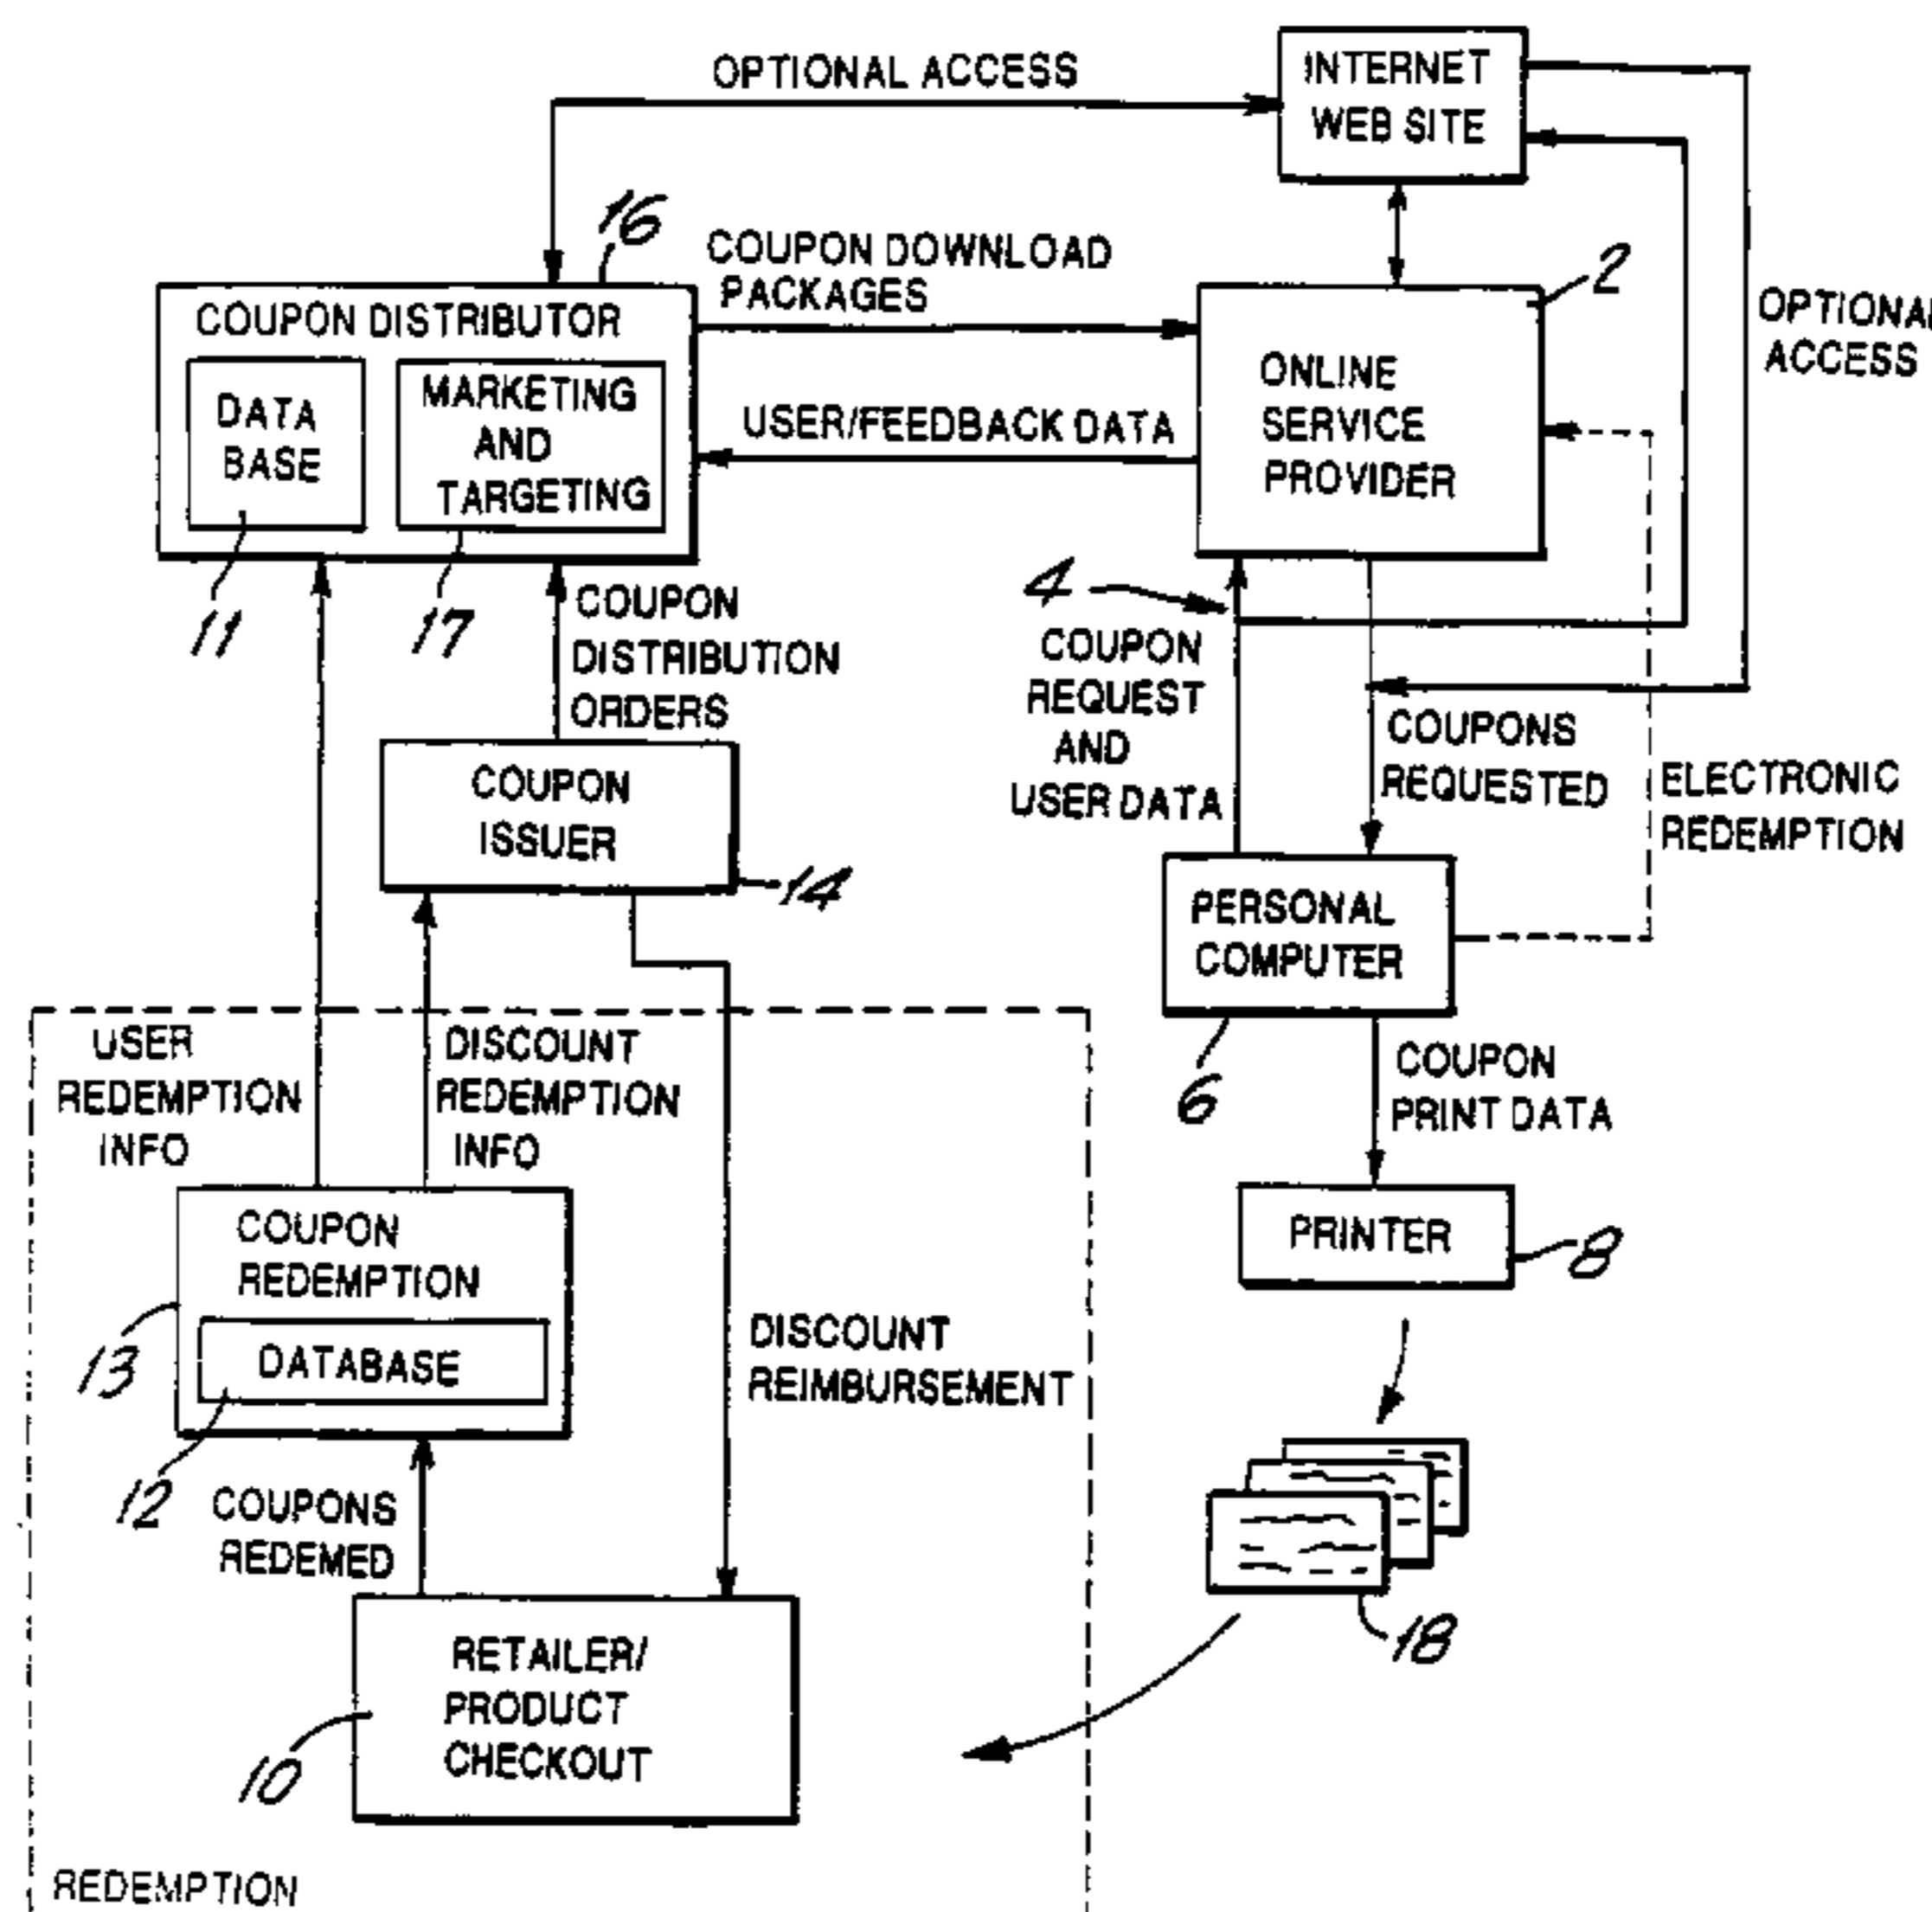 OPTIONAL ACCESS
INTERNET
WEB SITE
16
COUPON DOWNLOAD
PACKAGES
2
OPTIONAL
ACCESS
COUPON DISTRIBUTOR
DATA
BASE
MARKETING
AND
TARGETING
USER/FEEDBACK DATA
ONLINE
SERVICE
PROVIDER
11
17
COUPON
DISTRIBUTION
ORDERS
4
COUPON
REQUEST
AND
USER DATA
COUPONS
REQUESTED
ELECTRONIC
REDEMPTION
COUPON
ISSUER
14
PERSONAL
COMPUTER
6
USER
REDEMPTION
INFO
DISCOUNT
REDEMPTION
INFO
COUPON
PRINT DATA
COUPON
REDEMPTION
DATABASE
13
12
PRINTER
8
DISCOUNT
REIMBURSEMENT
COUPONS
REDEMED
18
RETAILER/
PRODUCT
CHECKOUT
10
REDEMPTION